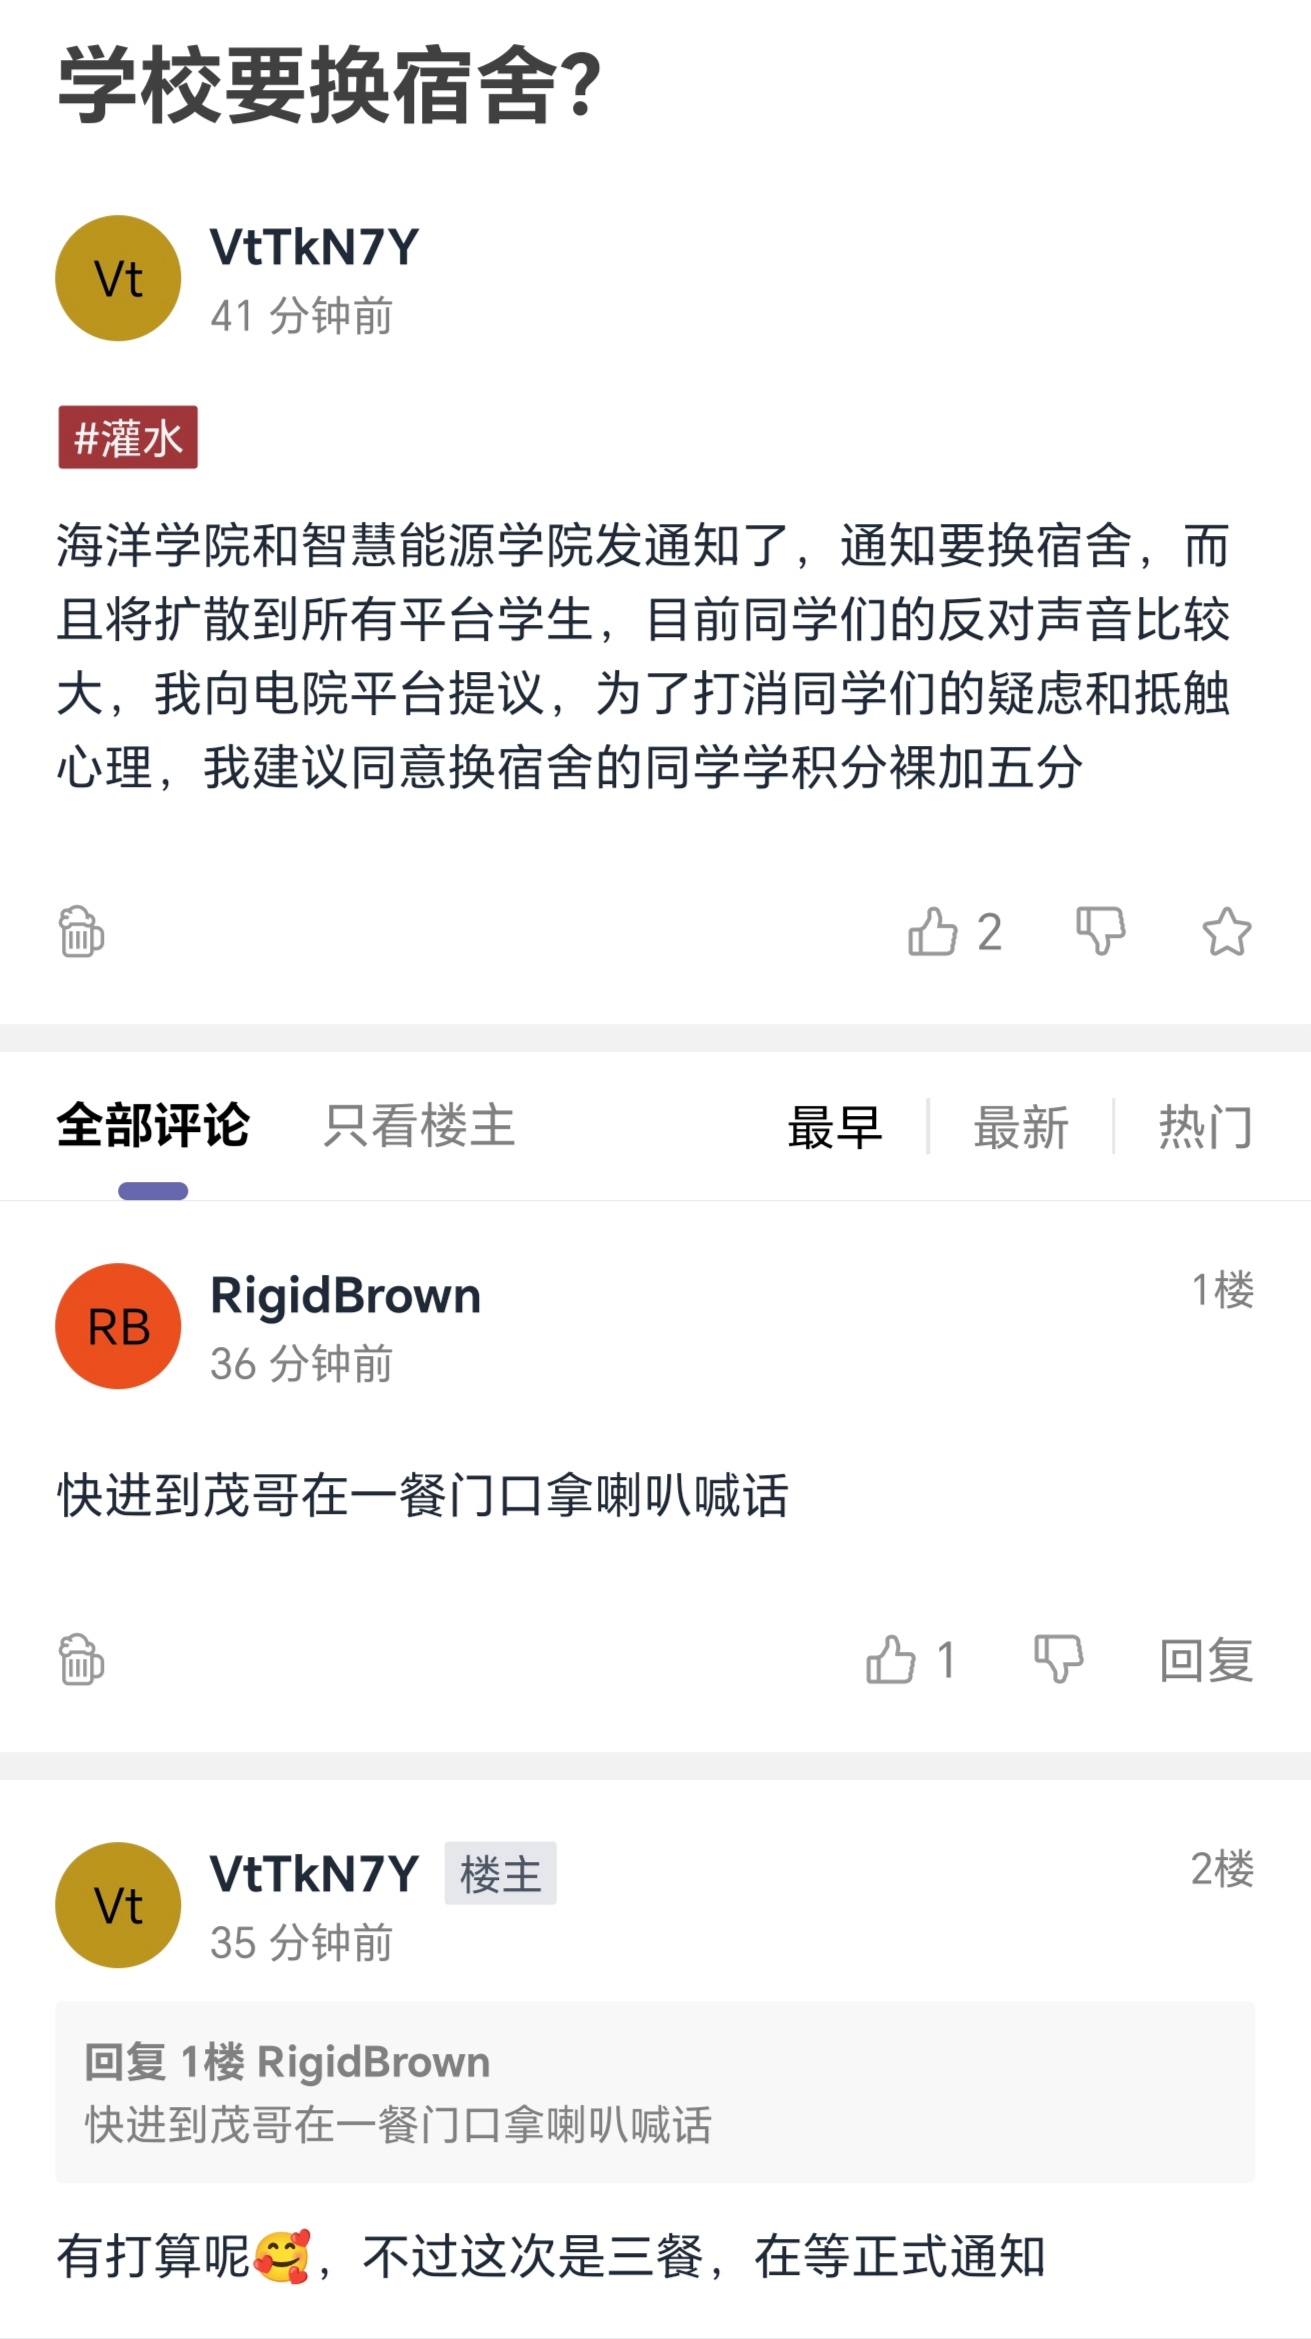 学校要换宿舍？
Vt
VtTkN7Y
41 分钟前
#灌水
海洋学院和智慧能源学院发通知了，通知要换宿舍，而
且将扩散到所有平台学生，目前同学们的反对声音比较
大，我向电院平台提议，为了打消同学们的疑虑和抵触
心理，我建议同意换宿舍的同学学积分裸加五分
2
全部评论 只看楼主 最早 最新 热门
RB
RigidBrown
1楼
36 分钟前
快进到茂哥在一餐门口拿喇叭喊话
1 回复
Vt
VtTkN7Y 楼主
2楼
35 分钟前
回复 1楼 RigidBrown
快进到茂哥在一餐门口拿喇叭喊话
有打算呢🥰，不过这次是三餐，在等正式通知